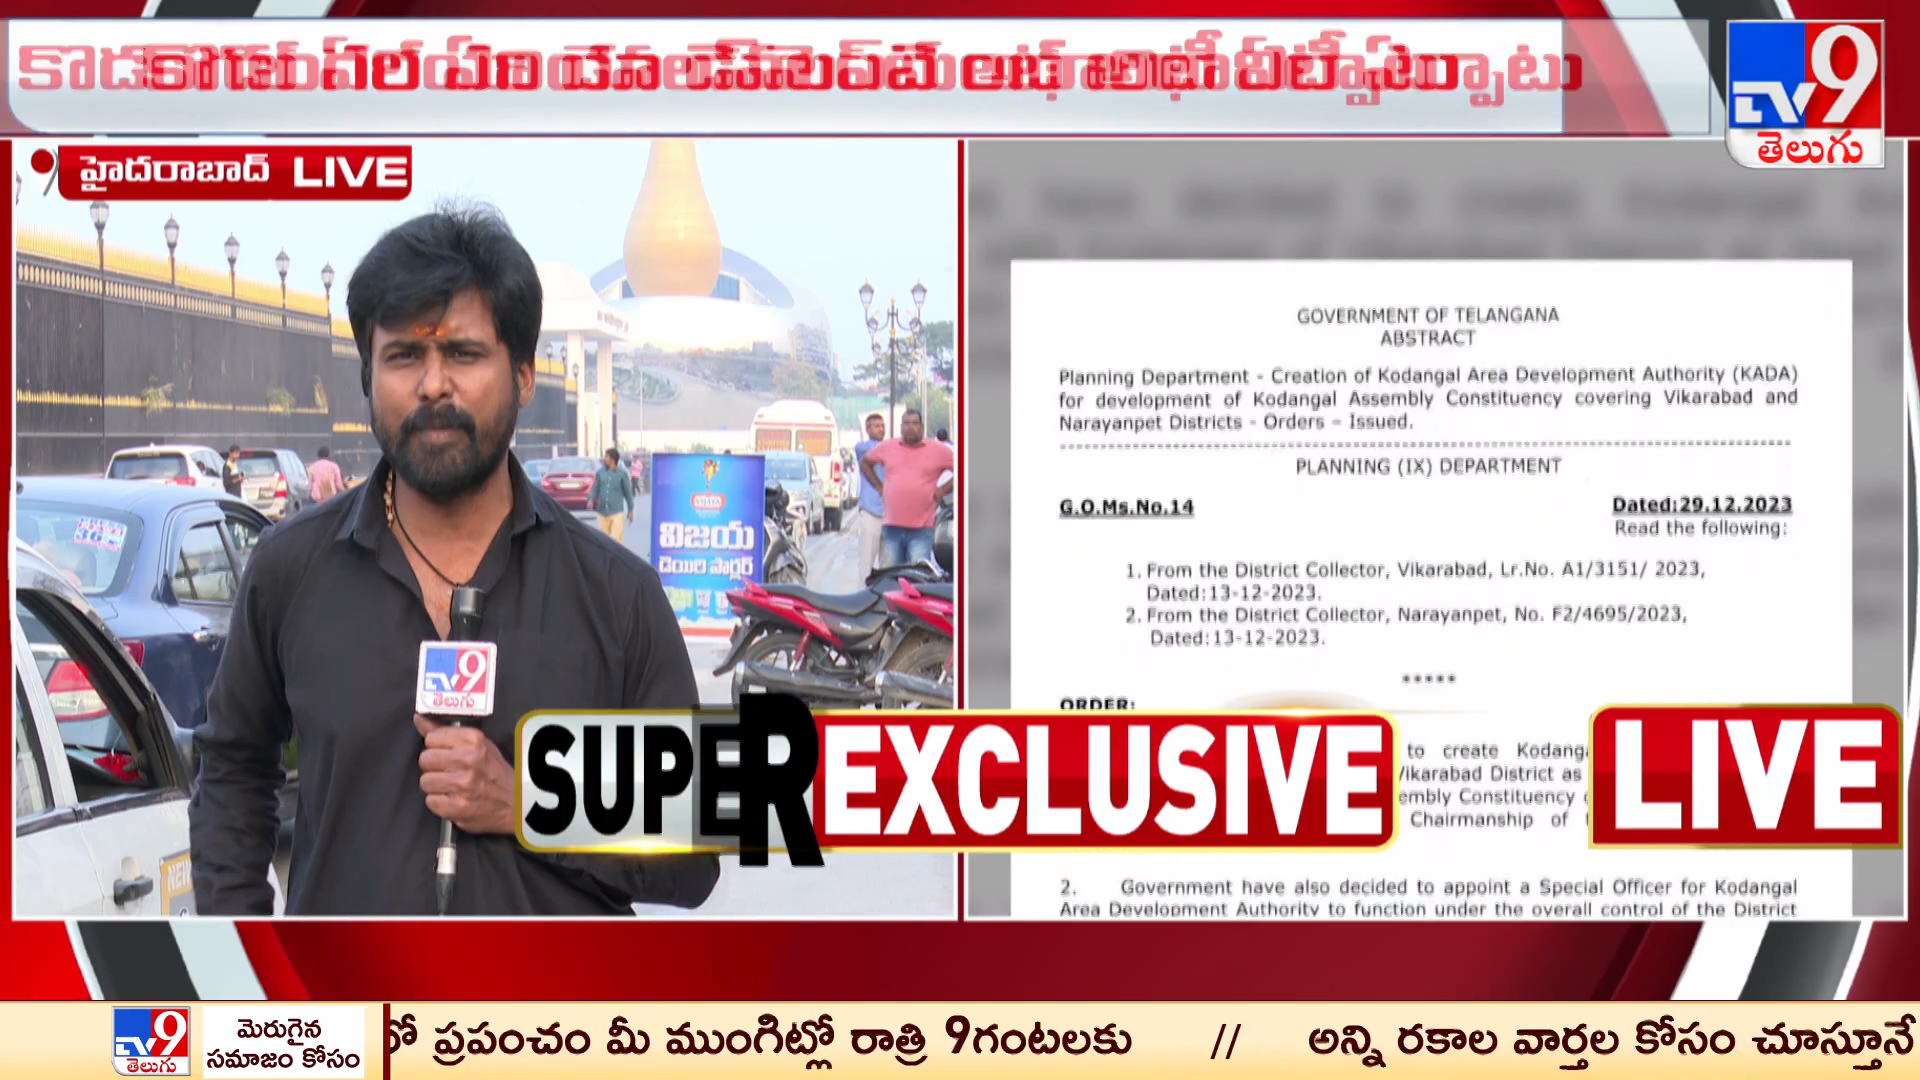 TV9
తెలుగు
హైదరాబాద్ LIVE
విజయ
డెయిరీ పార్లర్
TV9
తెలుగు
GOVERNMENT OF TELANGANA
ABSTRACT
Planning Department - Creation of Kodangal Area Development Authority (KADA)
for development of Kodangal Assembly Constituency covering Vikarabad and
Narayanpet Districts - Orders – Issued.
PLANNING (IX) DEPARTMENT
G.O.Ms.No.14 Dated:29.12.2023
Read the following:
1. From the District Collector, Vikarabad, Lr.No. A1/3151/ 2023,
Dated:13-12-2023.
2. From the District Collector, Narayanpet, No. F2/4695/2023,
Dated:13-12-2023.
*****
ORDER:
to create
District as
Constituency
Chairmanship of
2. Government have also decided to appoint a Special Officer for Kodangal
Area Development Authority to function under the overall control of the District
SUPER EXCLUSIVE LIVE
TV9
తెలుగు
మెరుగైన
సమాజం కోసం
ప్రపంచం మీ ముంగిట్లో రాత్రి 9గంటలకు // అన్ని రకాల వార్తల కోసం చూస్తూనే